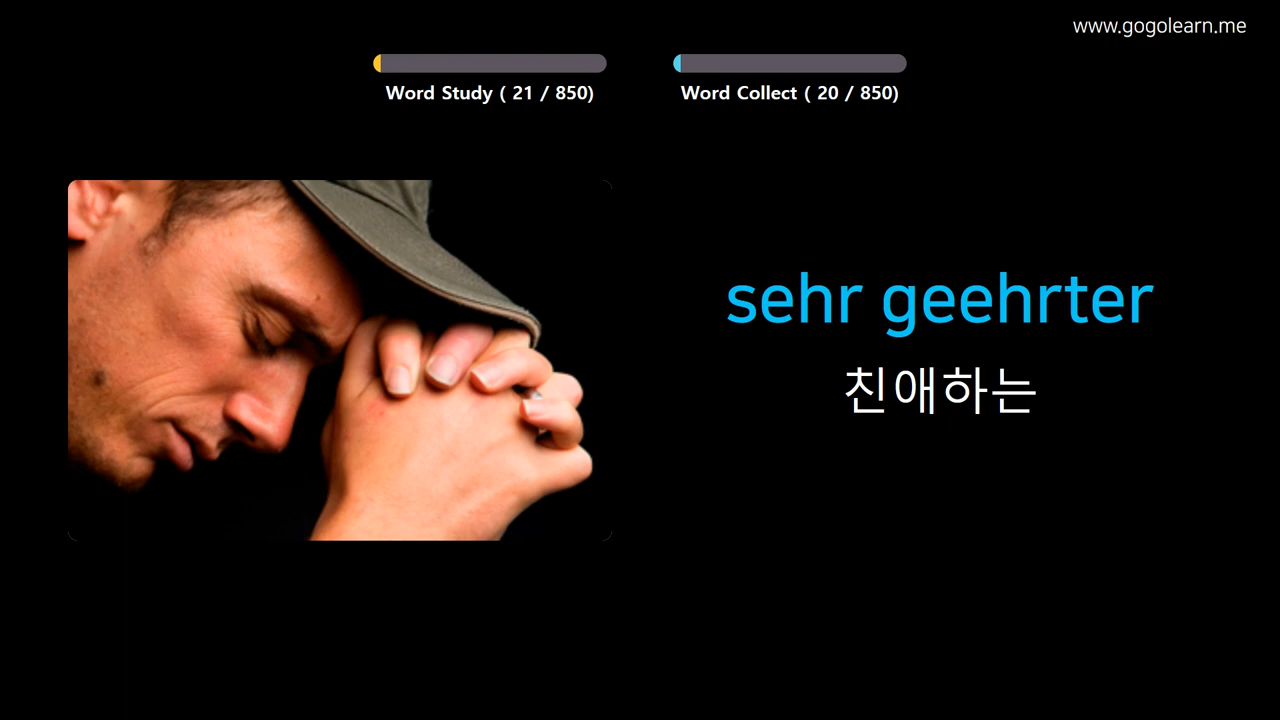 www.gogolearn.me
Word Study ( 21 / 850)
Word Collect ( 20 / 850)
sehr geehrter
친애하는